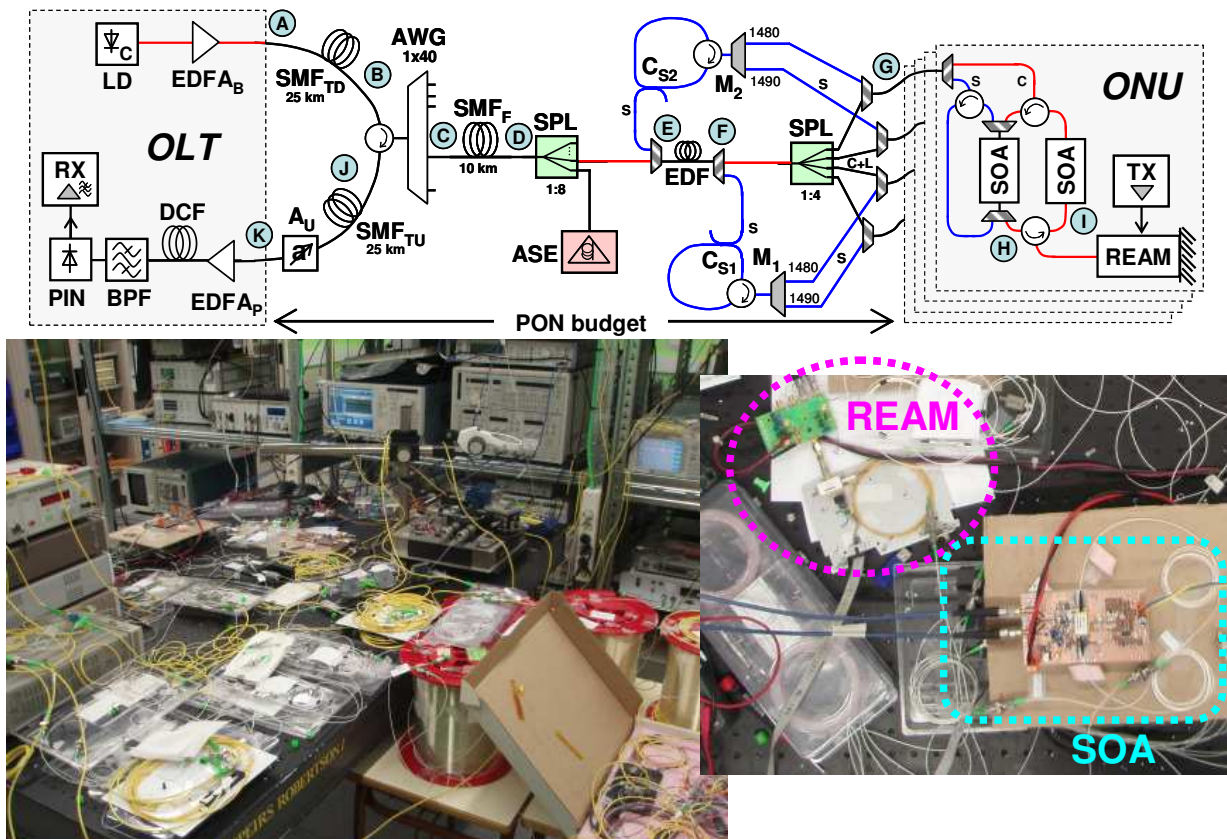 A
B
C
D
E
F
G
H
I
J
K
LD
C
EDFA_B
SMF_TD
25 km
OLT
AWG
1x40
SMF_F
10 km
SPL
1:8
ASE
RX
DCF
PIN
BPF
EDFA_P
A_U
a
SMF_TU
25 km
C_S2
S
M_2
1480
1490
S
EDF
C_S1
S
M_1
1480
1490
S
SPL
1:4
C+L
PON budget
ONU
S
C
SOA
SOA
TX
REAM
REAM
SOA
PEIRS ROBERTSON